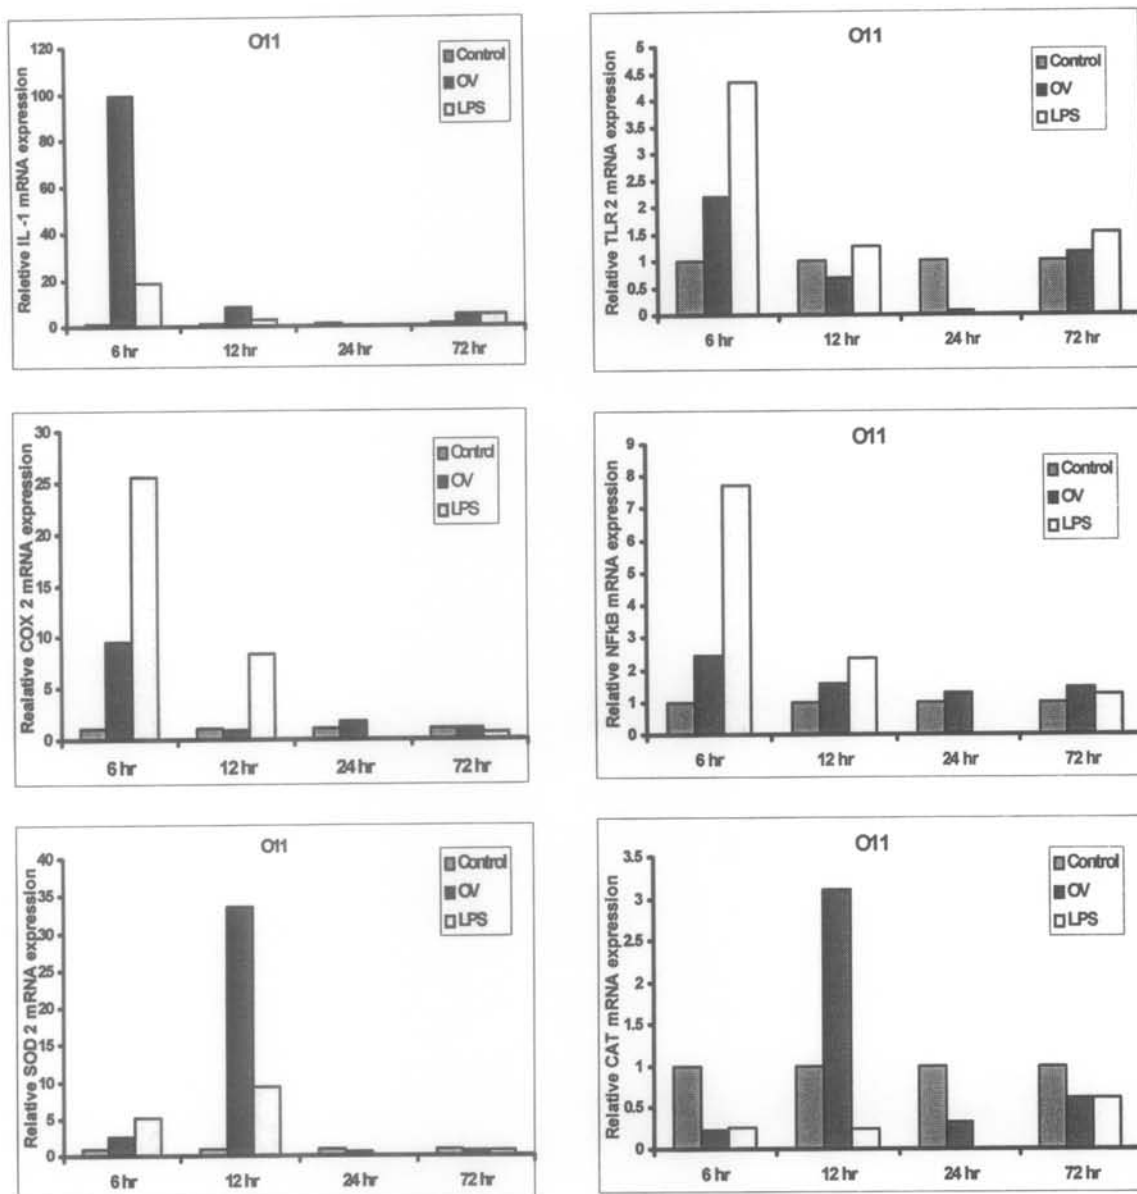 O11
Reletive IL -1 mRNA expression
120
100
80
60
40
20
0
Control
OV
LPS
6 hr 12 hr 24 hr 72 hr
O11
Relative TLR 2 mRNA expression
5
4.5
4
3.5
3
2.5
2
1.5
1
0.5
0
Control
OV
LPS
6 hr 12 hr 24 hr 72 hr
Realative COX 2 mRNA expression
30
25
20
15
10
5
0
Control
OV
LPS
6 hr 12 hr 24 hr 72 hr
O11
Relative NFkB mRNA expression
9
8
7
6
5
4
3
2
1
0
Control
OV
LPS
6 hr 12 hr 24 hr 72 hr
O11
Relative SOD 2 mRNA expression
40
35
30
25
20
15
10
5
0
Control
OV
LPS
6 hr 12 hr 24 hr 72 hr
O11
Relative CAT mRNA expression
3.5
3
2.5
2
1.5
1
0.5
0
Control
OV
LPS
6 hr 12 hr 24 hr 72 hr